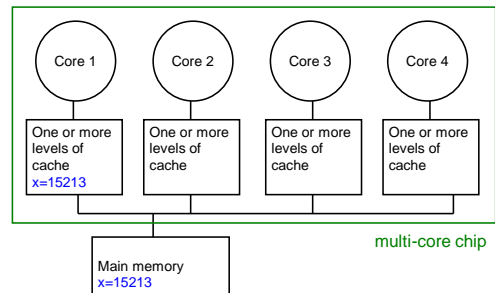 Core 1
Core 2
Core 3
Core 4
One or more
levels of
cache
x=15213
One or more
levels of
cache
One or more
levels of
cache
One or more
levels of
cache
multi-core chip
Main memory
x=15213